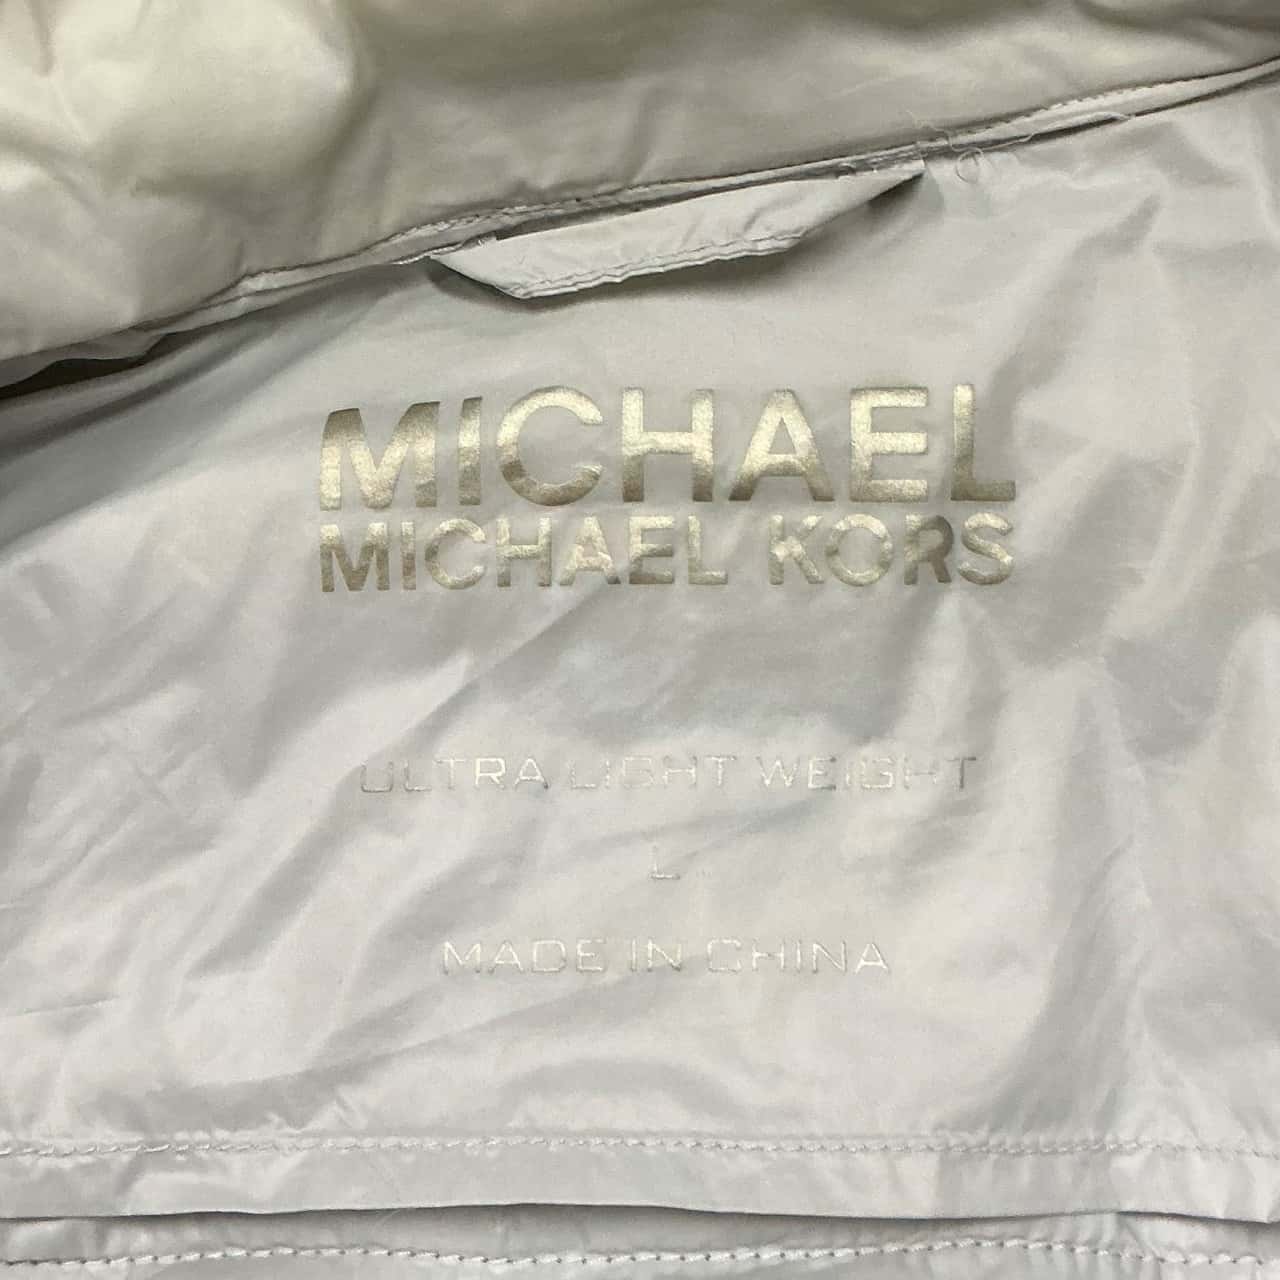 MICHAEL
MICHAEL KORS
ULTRA LIGHT WEIGHT
L
MADE IN CHINA